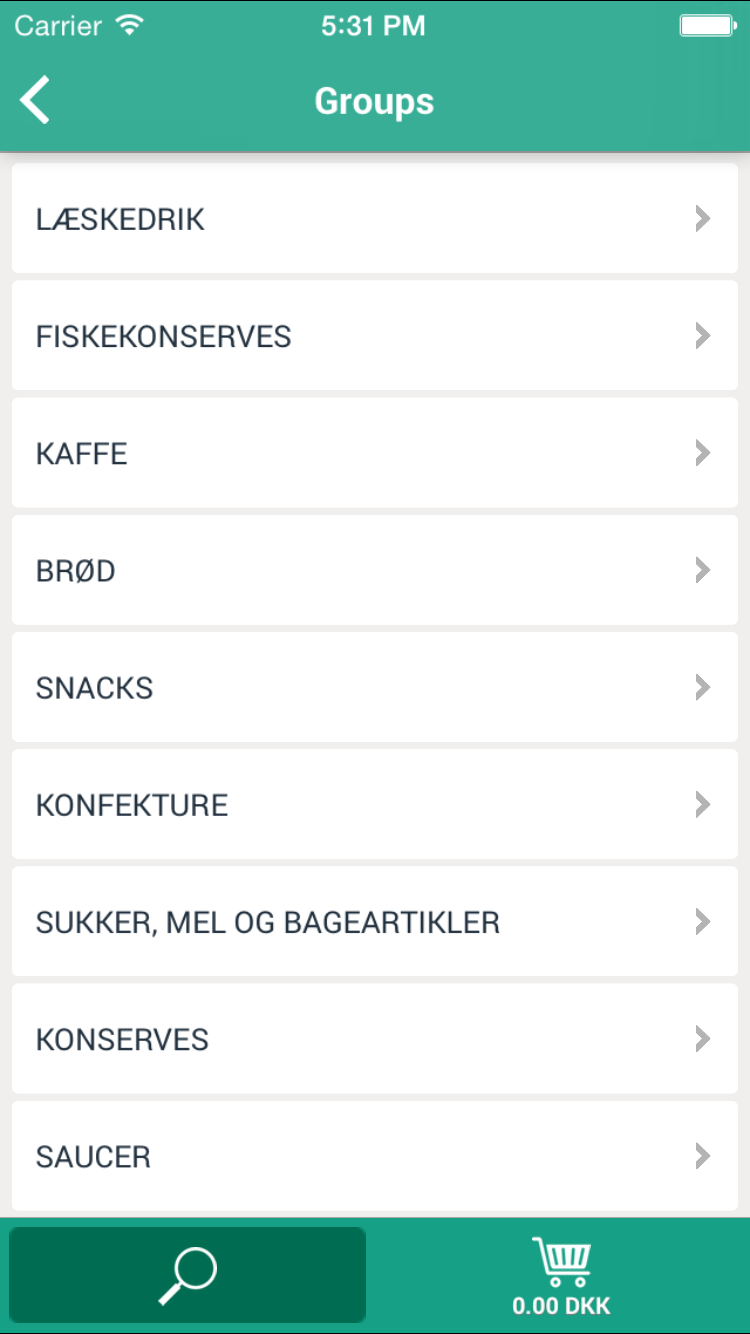 Carrier 5:31 PM
Groups
LÆSKEDRIK
FISKEKONSERVES
KAFFE
BRØD
SNACKS
KONFEKTURE
SUKKER, MEL OG BAGEARTIKLER
KONSERVES
SAUCER
0.00 DKK